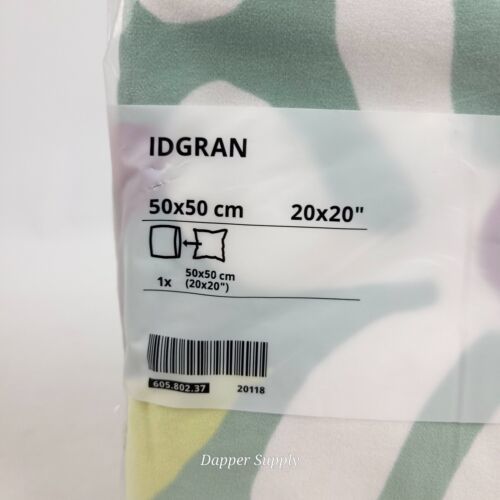 IDGRAN
50x50 cm 20x20"
1x 50x50 cm
(20x20")
605.802.37 20118
Dapper Supply